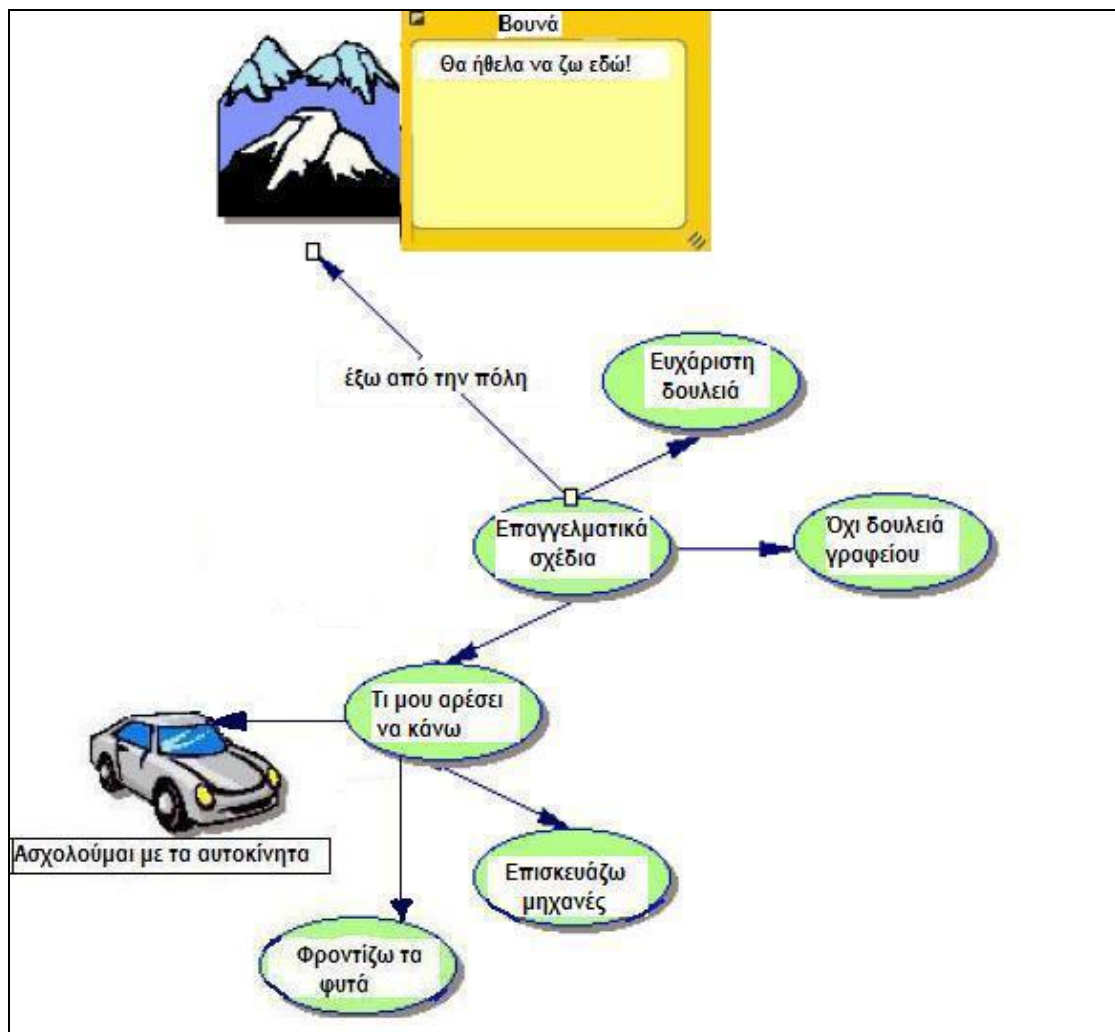 Βουνά
Θα ήθελα να ζω εδώ!
έξω από την πόλη
Ευχάριστη
δουλειά
Επαγγελματικά
σχέδια
Όχι δουλειά
γραφείου
Τι μου αρέσει
να κάνω
Ασχολούμαι με τα αυτοκίνητα
Επισκευάζω
μηχανές
Φροντίζω τα
φυτά